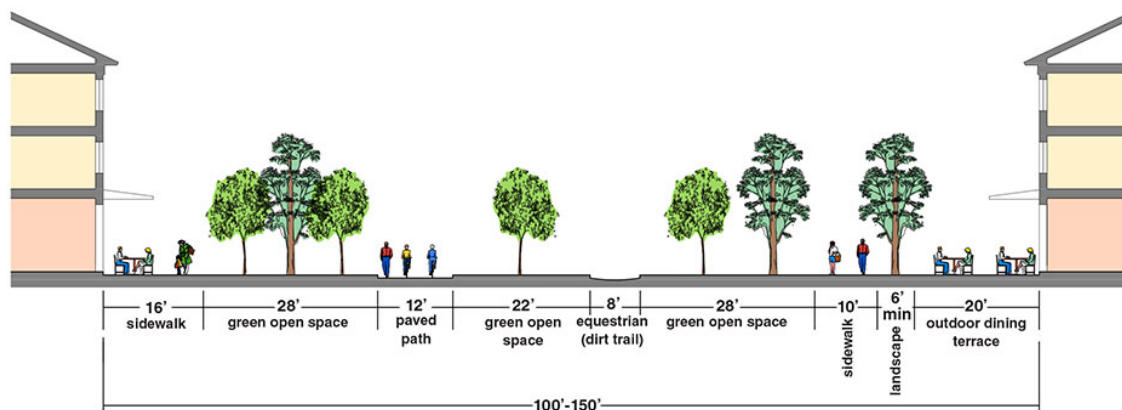 16' 28' 12' 22' 8' 28' 10' 6' min 20'
sidewalk
green open space
paved
path
green open
space
equestrian
(dirt trail)
green open space
sidewalk
landscape
outdoor dining
terrace
100'-150'